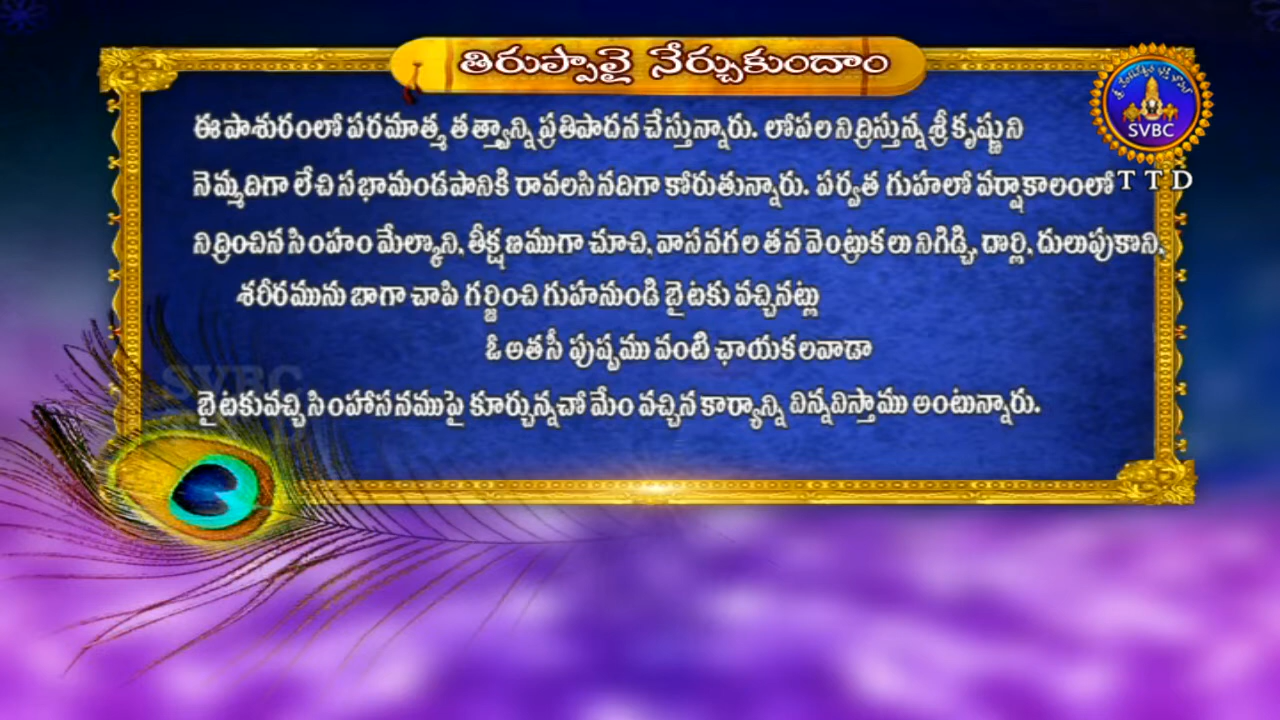 తిరుప్పావై నేర్చుకుందాం
ఈ పాశురంలో పరమాత్మ తత్త్వాన్ని ప్రతిపాదన చేస్తున్నారు. లోపల నిద్రిస్తున్న శ్రీ కృష్ణుని
నెమ్మదిగా లేచి సభామండపానికి రావలసినదిగా కోరుతున్నారు. పర్వత గుహలో వర్షాకాలంలో
నిద్రించిన సింహం మేల్కొని, తీక్షణముగా చూచి, వాసనగల తన వెంట్రుకలు నిగిడ్చి, దొర్లి, దులుపుకొని,
శరీరమును బాగా చాపి గర్జించి గుహనుండి బైటకు వచ్చినట్లు
ఓ అతసీ పుష్పము వంటి ఛాయకలవాడా
బైటకువచ్చి సింహాసనముపై కూర్చున్నచో మేం వచ్చిన కార్యాన్ని విన్నవిస్తాము అంటున్నారు.
SVBC
T T D
SVBC